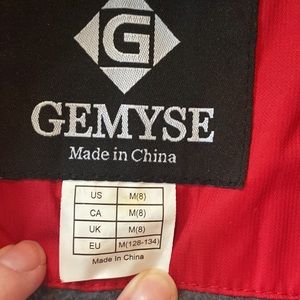 G
GEMYSE
Made in China
US M(8)
CA M(8)
UK M(8)
EU M(128-134)
Made In China